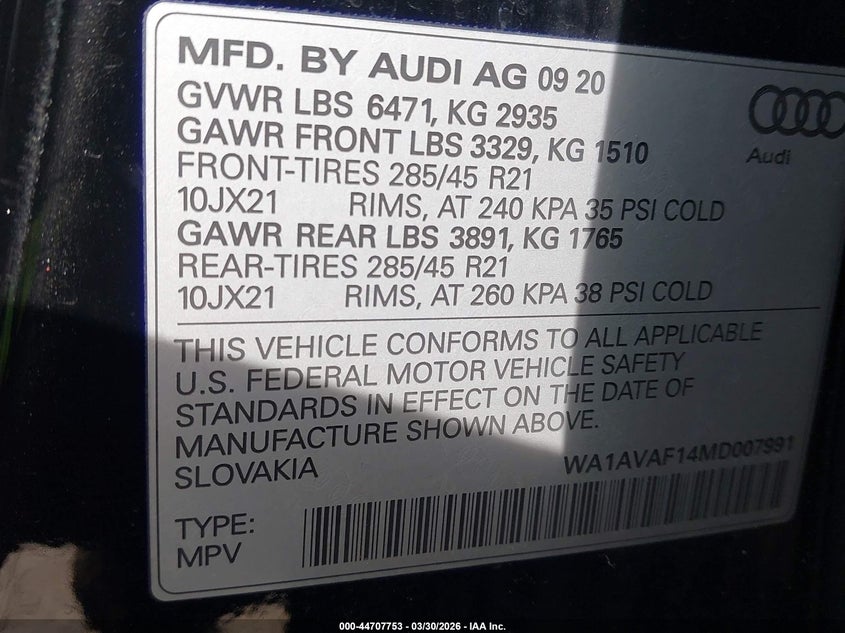 MFD. BY AUDI AG 09 20
GVWR LBS 6471, KG 2935
GAWR FRONT LBS 3329, KG 1510
FRONT-TIRES 285/45 R21
10JX21 RIMS, AT 240 KPA 35 PSI COLD
GAWR REAR LBS 3891, KG 1765
REAR-TIRES 285/45 R21
10JX21 RIMS, AT 260 KPA 38 PSI COLD
Audi
THIS VEHICLE CONFORMS TO ALL APPLICABLE
U.S. FEDERAL MOTOR VEHICLE SAFETY
STANDARDS IN EFFECT ON THE DATE OF
MANUFACTURE SHOWN ABOVE.
SLOVAKIA
WA1AVAF14MD007991
TYPE:
MPV
000-44707753 - 03/30/2026 - IAA Inc.